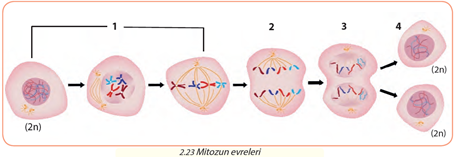 1 2 3 4
(2n) (2n)
(2n)
2.23 Mitozun evreleri